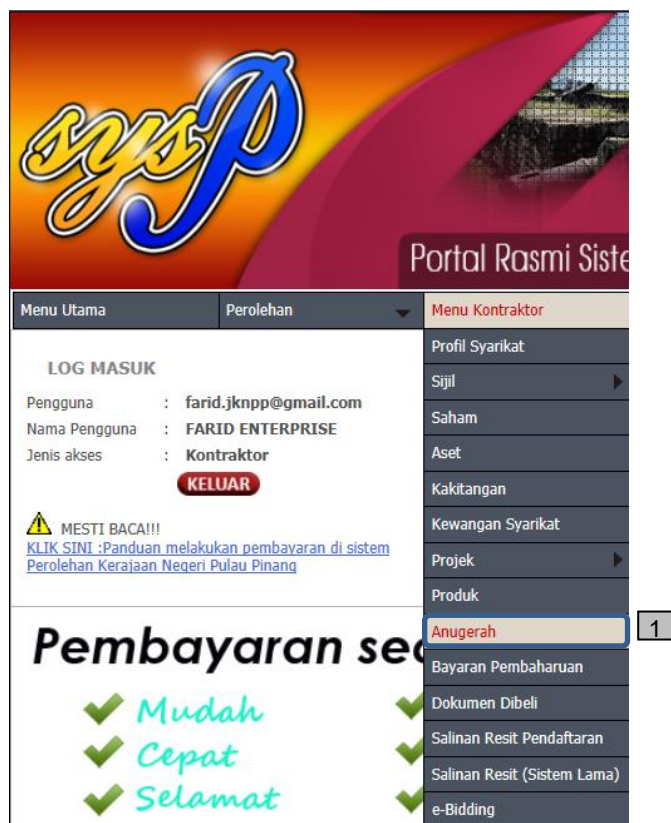 sysP
Portal Rasmi Siste
Menu Utama
Perolehan
Menu Kontraktor
LOG MASUK
Pengguna : farid.jknpp@gmail.com
Nama Pengguna : FARID ENTERPRISE
Jenis akses : Kontraktor
KELUAR
MESTI BACA!!!
KLIK SINI :Panduan melakukan pembayaran di sistem
Perolehan Kerajaan Negeri Pulau Pinang
Pembayaran sec
Mudah
Cepat
Selamat
Profil Syarikat
Sijil
Saham
Aset
Kakitangan
Kewangan Syarikat
Projek
Produk
Anugerah
1
Bayaran Pembaharuan
Dokumen Dibeli
Salinan Resit Pendaftaran
Salinan Resit (Sistem Lama)
e-Bidding